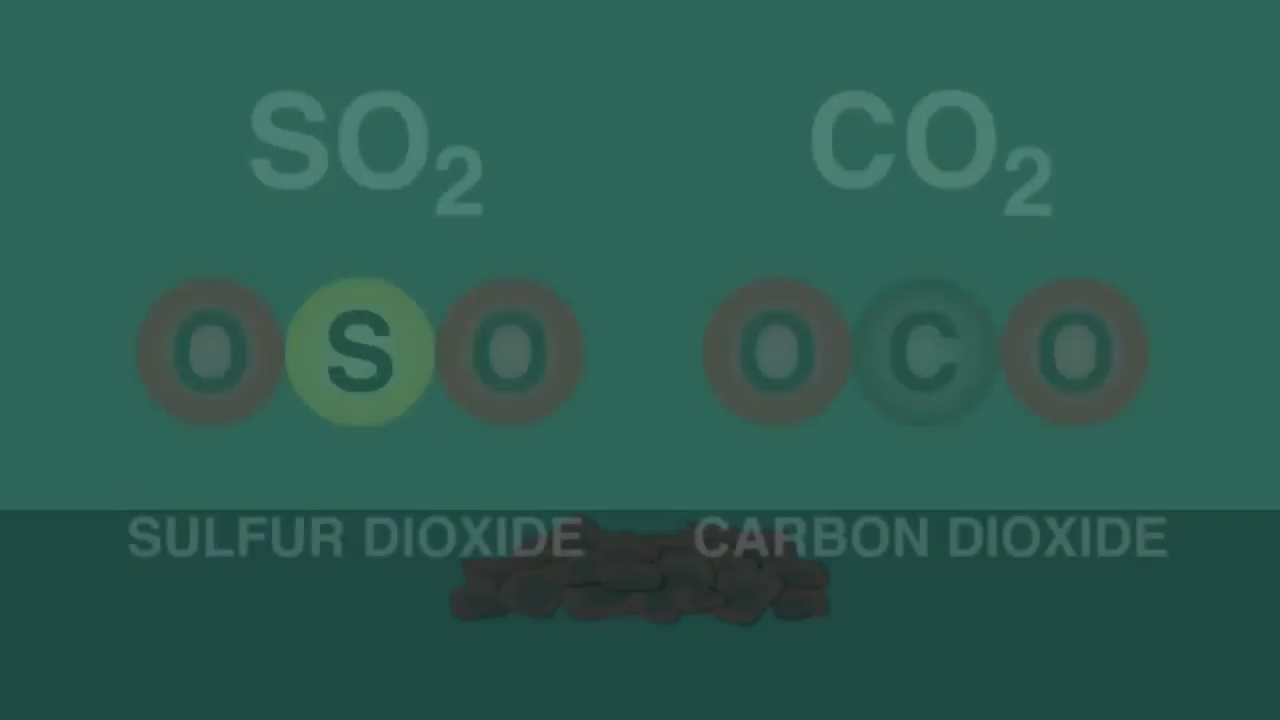 SO₂ CO₂
O S O O C O
SULFUR DIOXIDE CARBON DIOXIDE